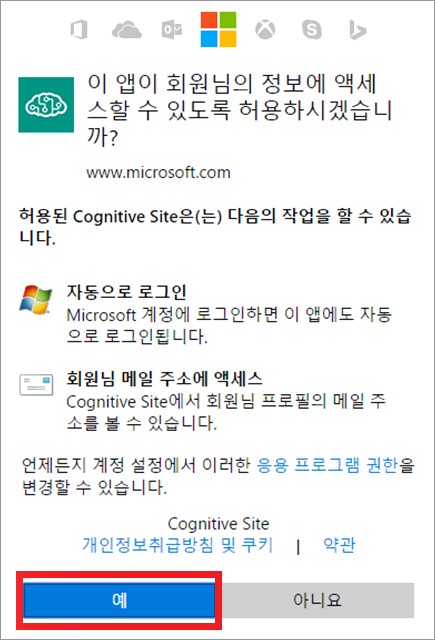 이 앱이 회원님의 정보에 액세
스할 수 있도록 허용하시겠습니
까?
www.microsoft.com
허용된 Cognitive Site은(는) 다음의 작업을 할 수 있습
니다.
자동으로 로그인
Microsoft 계정에 로그인하면 이 앱에도 자동
으로 로그인됩니다.
회원님 메일 주소에 액세스
Cognitive Site에서 회원님 프로필의 메일 주
소를 볼 수 있습니다.
언제든지 계정 설정에서 이러한 응용 프로그램 권한을
변경할 수 있습니다.
Cognitive Site
개인정보취급방침 및 쿠키 | 약관
예 아니요